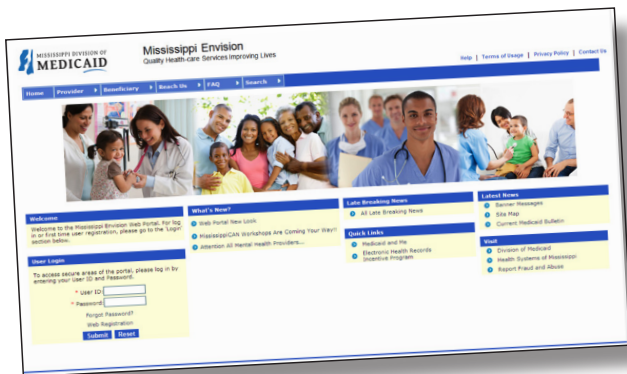 MISSISSIPPI DIVISION OF
MEDICAID
Mississippi Envision
Quality Health-care Services Improving Lives
Help | Terms of Usage | Privacy Policy | Contact Us
Home Provider Beneficiary Reach Us FAQ Search
Welcome
Welcome to the Mississippi Envision Web Portal. For log
in or first time user registration, please go to the 'Login'
section below.
User Login
To access secure areas of the portal, please log in by
entering your User ID and Password.
* User ID:
* Password:
Forgot Password?
Web Registration
Submit Reset
What's New?
Web Portal New Look
MississippiCAN Workshops Are Coming Your Way!!
Attention All Mental Health Providers...
Late Breaking News
All Late Breaking News
Quick Links
Medicaid and Me
Electronic Health Records
Incentive Program
Latest News
Banner Messages
Site Map
Current Medicaid Bulletin
Visit
Division of Medicaid
Health Systems of Mississippi
Report Fraud and Abuse